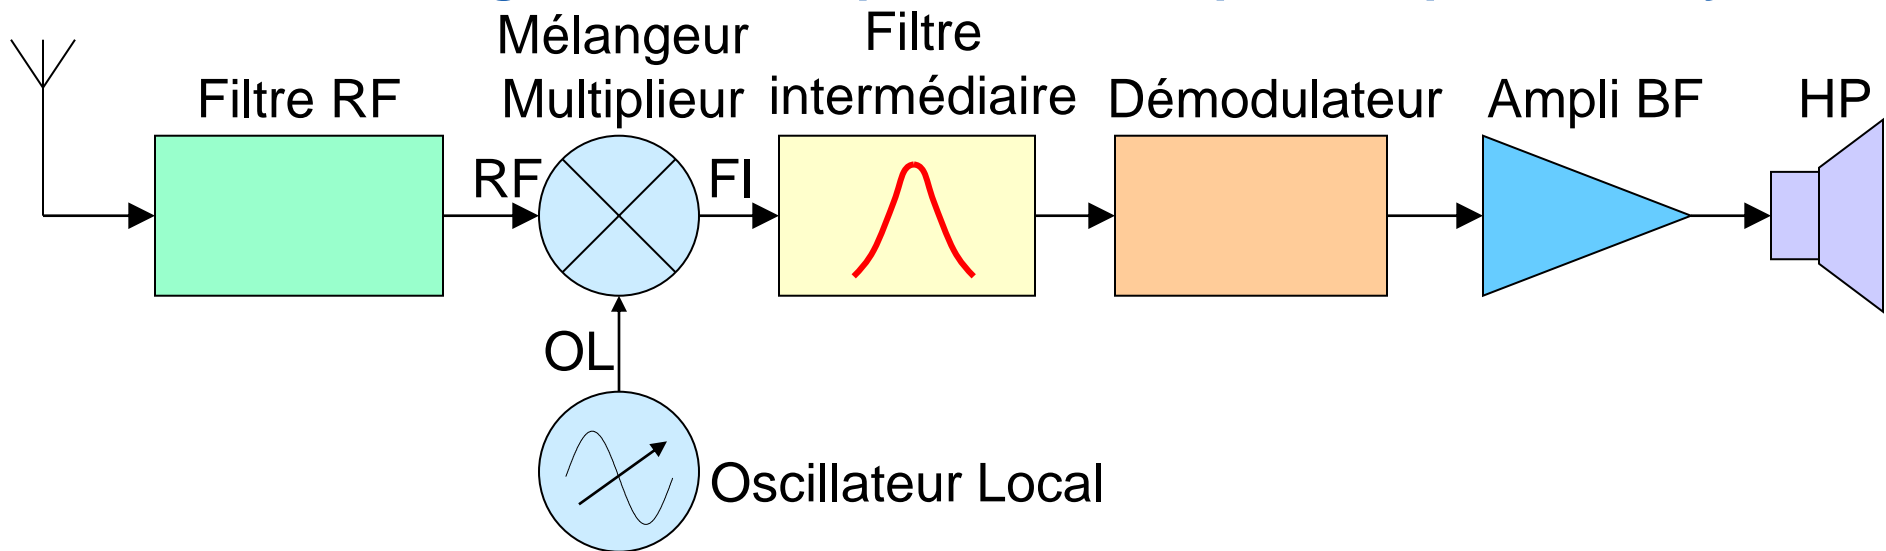 Mélangeur
Multiplieur
Filtre
intermédiaire
Filtre RF
Démodulateur
Ampli BF
HP
RF
FI
OL
Oscillateur Local